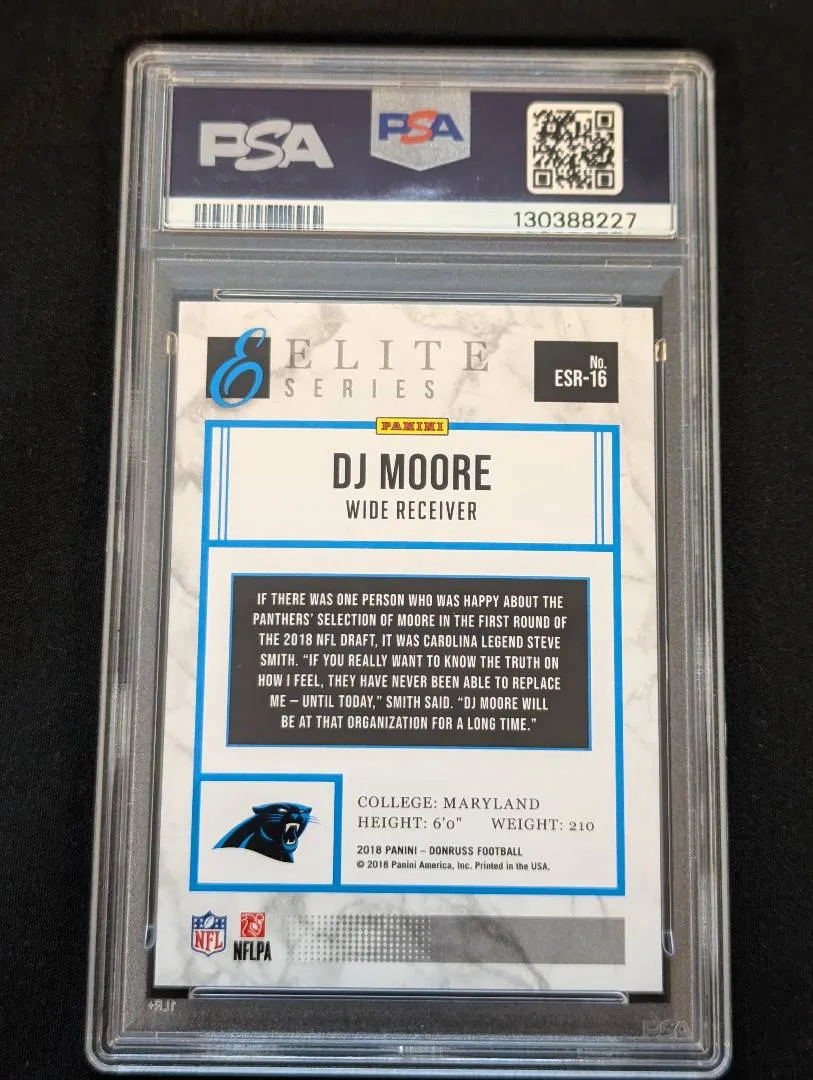 PSA
PSA
130388227
E ELITE
SERIES
No.
ESR-16
PANINI
DJ MOORE
WIDE RECEIVER
IF THERE WAS ONE PERSON WHO WAS HAPPY ABOUT THE
PANTHERS' SELECTION OF MOORE IN THE FIRST ROUND OF
THE 2018 NFL DRAFT, IT WAS CAROLINA LEGEND STEVE
SMITH. “IF YOU REALLY WANT TO KNOW THE TRUTH ON
HOW I FEEL, THEY HAVE NEVER BEEN ABLE TO REPLACE
ME – UNTIL TODAY,” SMITH SAID. “DJ MOORE WILL
BE AT THAT ORGANIZATION FOR A LONG TIME.”
COLLEGE: MARYLAND
HEIGHT: 6'0" WEIGHT: 210
2018 PANINI – DONRUSS FOOTBALL
© 2018 Panini America, Inc. Printed in the USA.
NFL
NFLPA
PSA